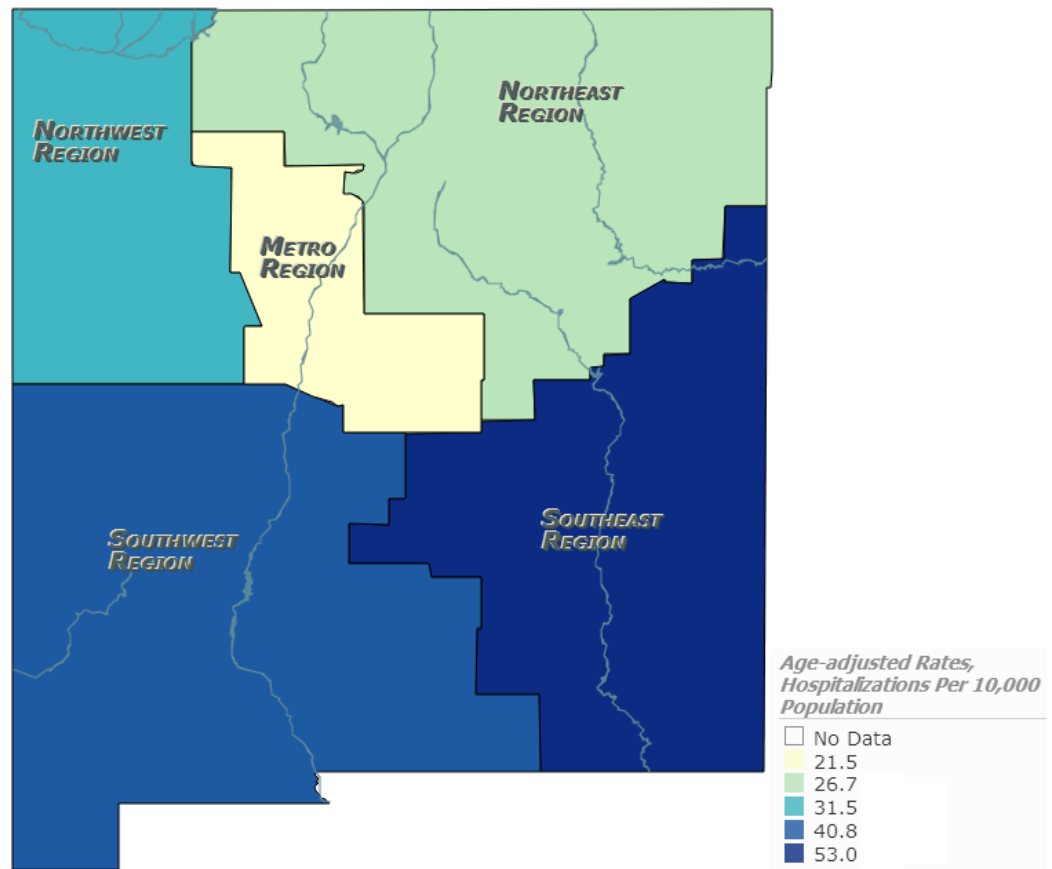 NORTHWEST
REGION
NORTHEAST
REGION
METRO
REGION
SOUTHWEST
REGION
SOUTHEAST
REGION
Age-adjusted Rates,
Hospitalizations Per 10,000
Population
No Data
21.5
26.7
31.5
40.8
53.0